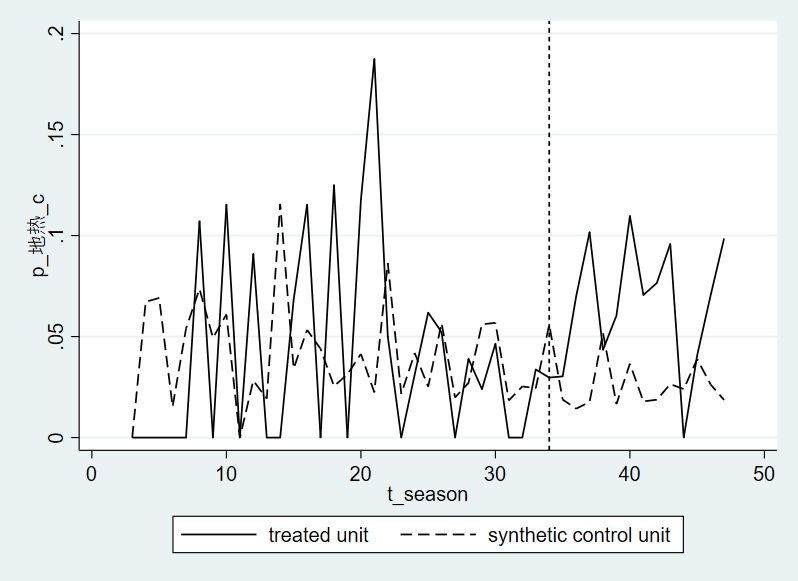 .2
.15
.1
.05
0
p_地热_c
0 10 20 30 40 50
t_season
treated unit synthetic control unit